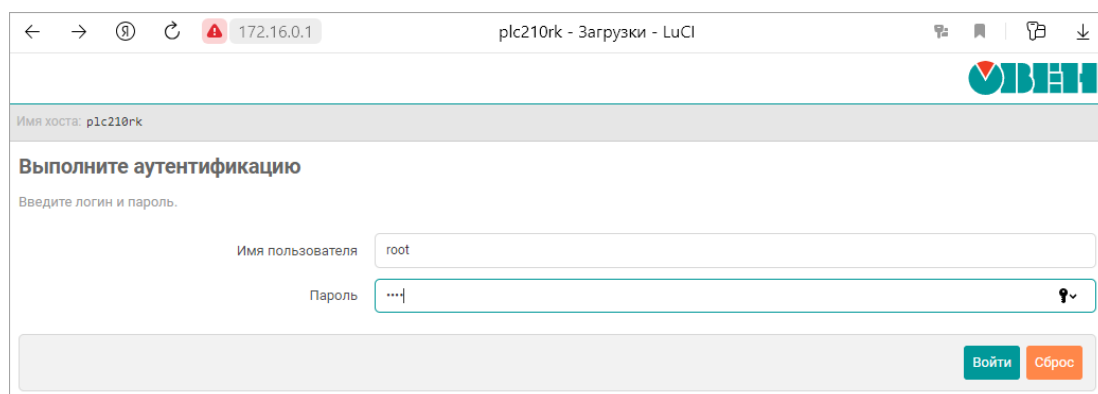 172.16.0.1 plc210rk - Загрузки - LuCI
ОВЕН
Имя хоста: plc210rk
Выполните аутентификацию
Введите логин и пароль.
Имя пользователя root
Пароль ••••
Войти Сброс